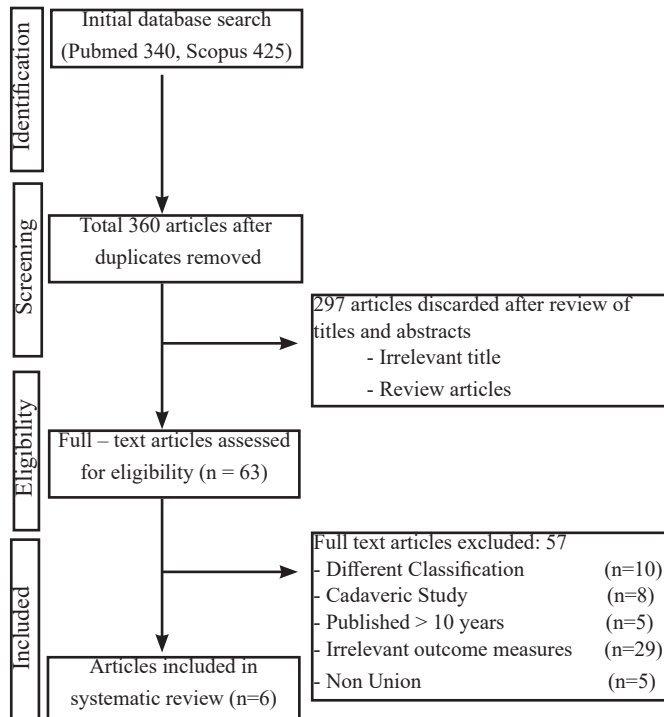 Identification
Initial database search
(Pubmed 340, Scopus 425)
Screening
Total 360 articles after
duplicates removed
297 articles discarded after review of
titles and abstracts
- Irrelevant title
- Review articles
Eligibility
Full – text articles assessed
for eligibility (n = 63)
Included
Full text articles excluded: 57
- Different Classification (n=10)
- Cadaveric Study (n=8)
- Published > 10 years (n=5)
- Irrelevant outcome measures (n=29)
- Non Union (n=5)
Articles included in
systematic review (n=6)